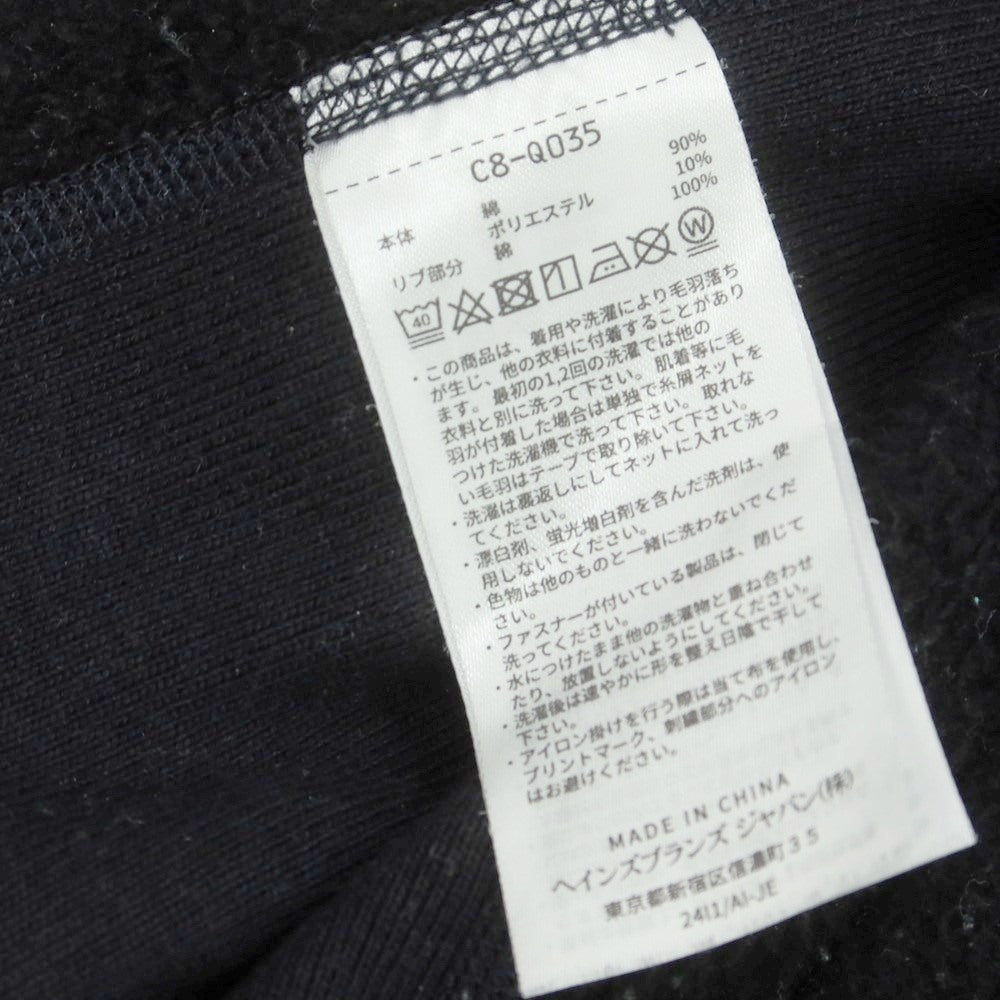 C8-Q035
本体 綿 90%
ポリエステル 10%
リブ部分 綿 100%
40 W
・この商品は、着用や洗濯により毛羽落ち
が生じ、他の衣料に付着することがあり
ます。最初の1,2回の洗濯では他の
衣料と別に洗って下さい。肌着等に毛
羽が付着した場合は単独で糸屑ネットを
つけた洗濯機で洗って下さい。取れな
い毛羽はテープで取り除いて下さい。
・洗濯は裏返しにしてネットに入れて洗っ
てください。
・漂白剤、蛍光増白剤を含んだ洗剤は、使
用しないでください。
・色物は他のものと一緒に洗わないでくだ
さい。
・ファスナーが付いている製品は、閉じて
洗ってください。
・水につけたまま他の洗濯物と重ね合わせ
たり、放置しないようにしてください。
・洗濯後は速やかに形を整え日陰で干して
下さい。
・アイロン掛けを行う際は当て布を使用し、
プリントマーク、刺繍部分へのアイロン
はお避けください。
MADE IN CHINA
ヘインズブランズ ジャパン(株)
東京都新宿区信濃町35
24I1/AI-JE